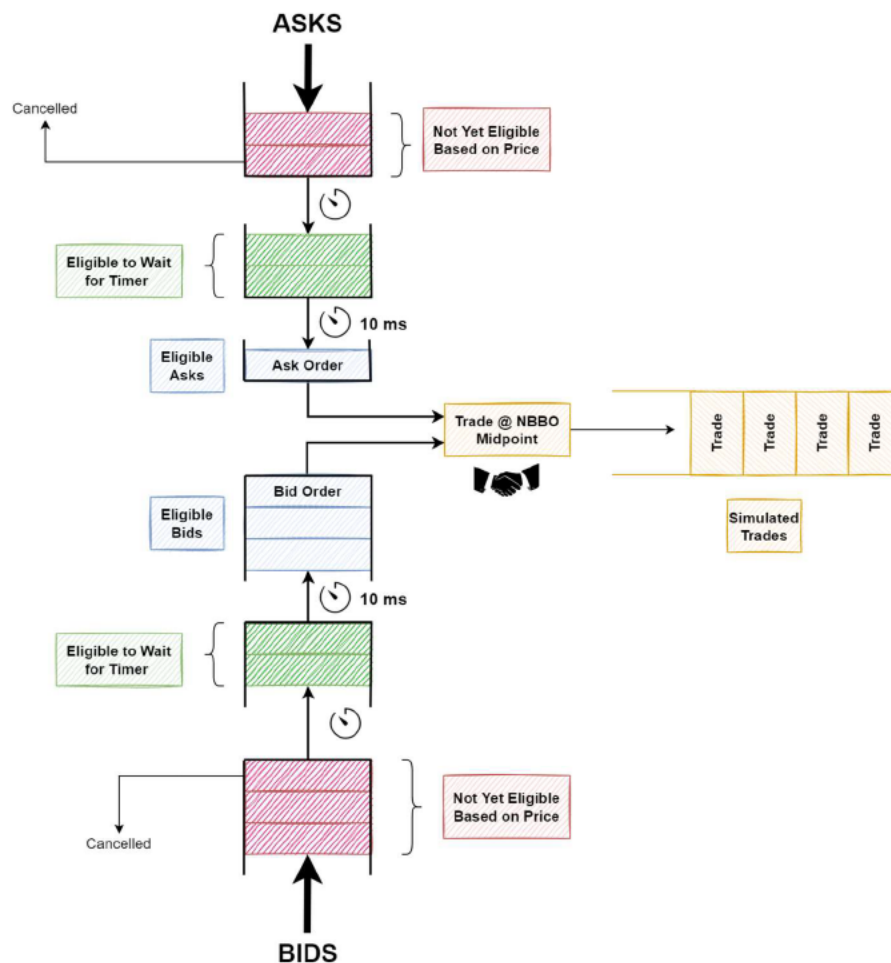 ASKS
Cancelled
Not Yet Eligible
Based on Price
Eligible to Wait
for Timer
10 ms
Eligible
Asks
Ask Order
Trade @ NBBO
Midpoint
Trade
Trade
Trade
Trade
Bid Order
Eligible
Bids
Simulated
Trades
10 ms
Eligible to Wait
for Timer
Not Yet Eligible
Based on Price
Cancelled
BIDS